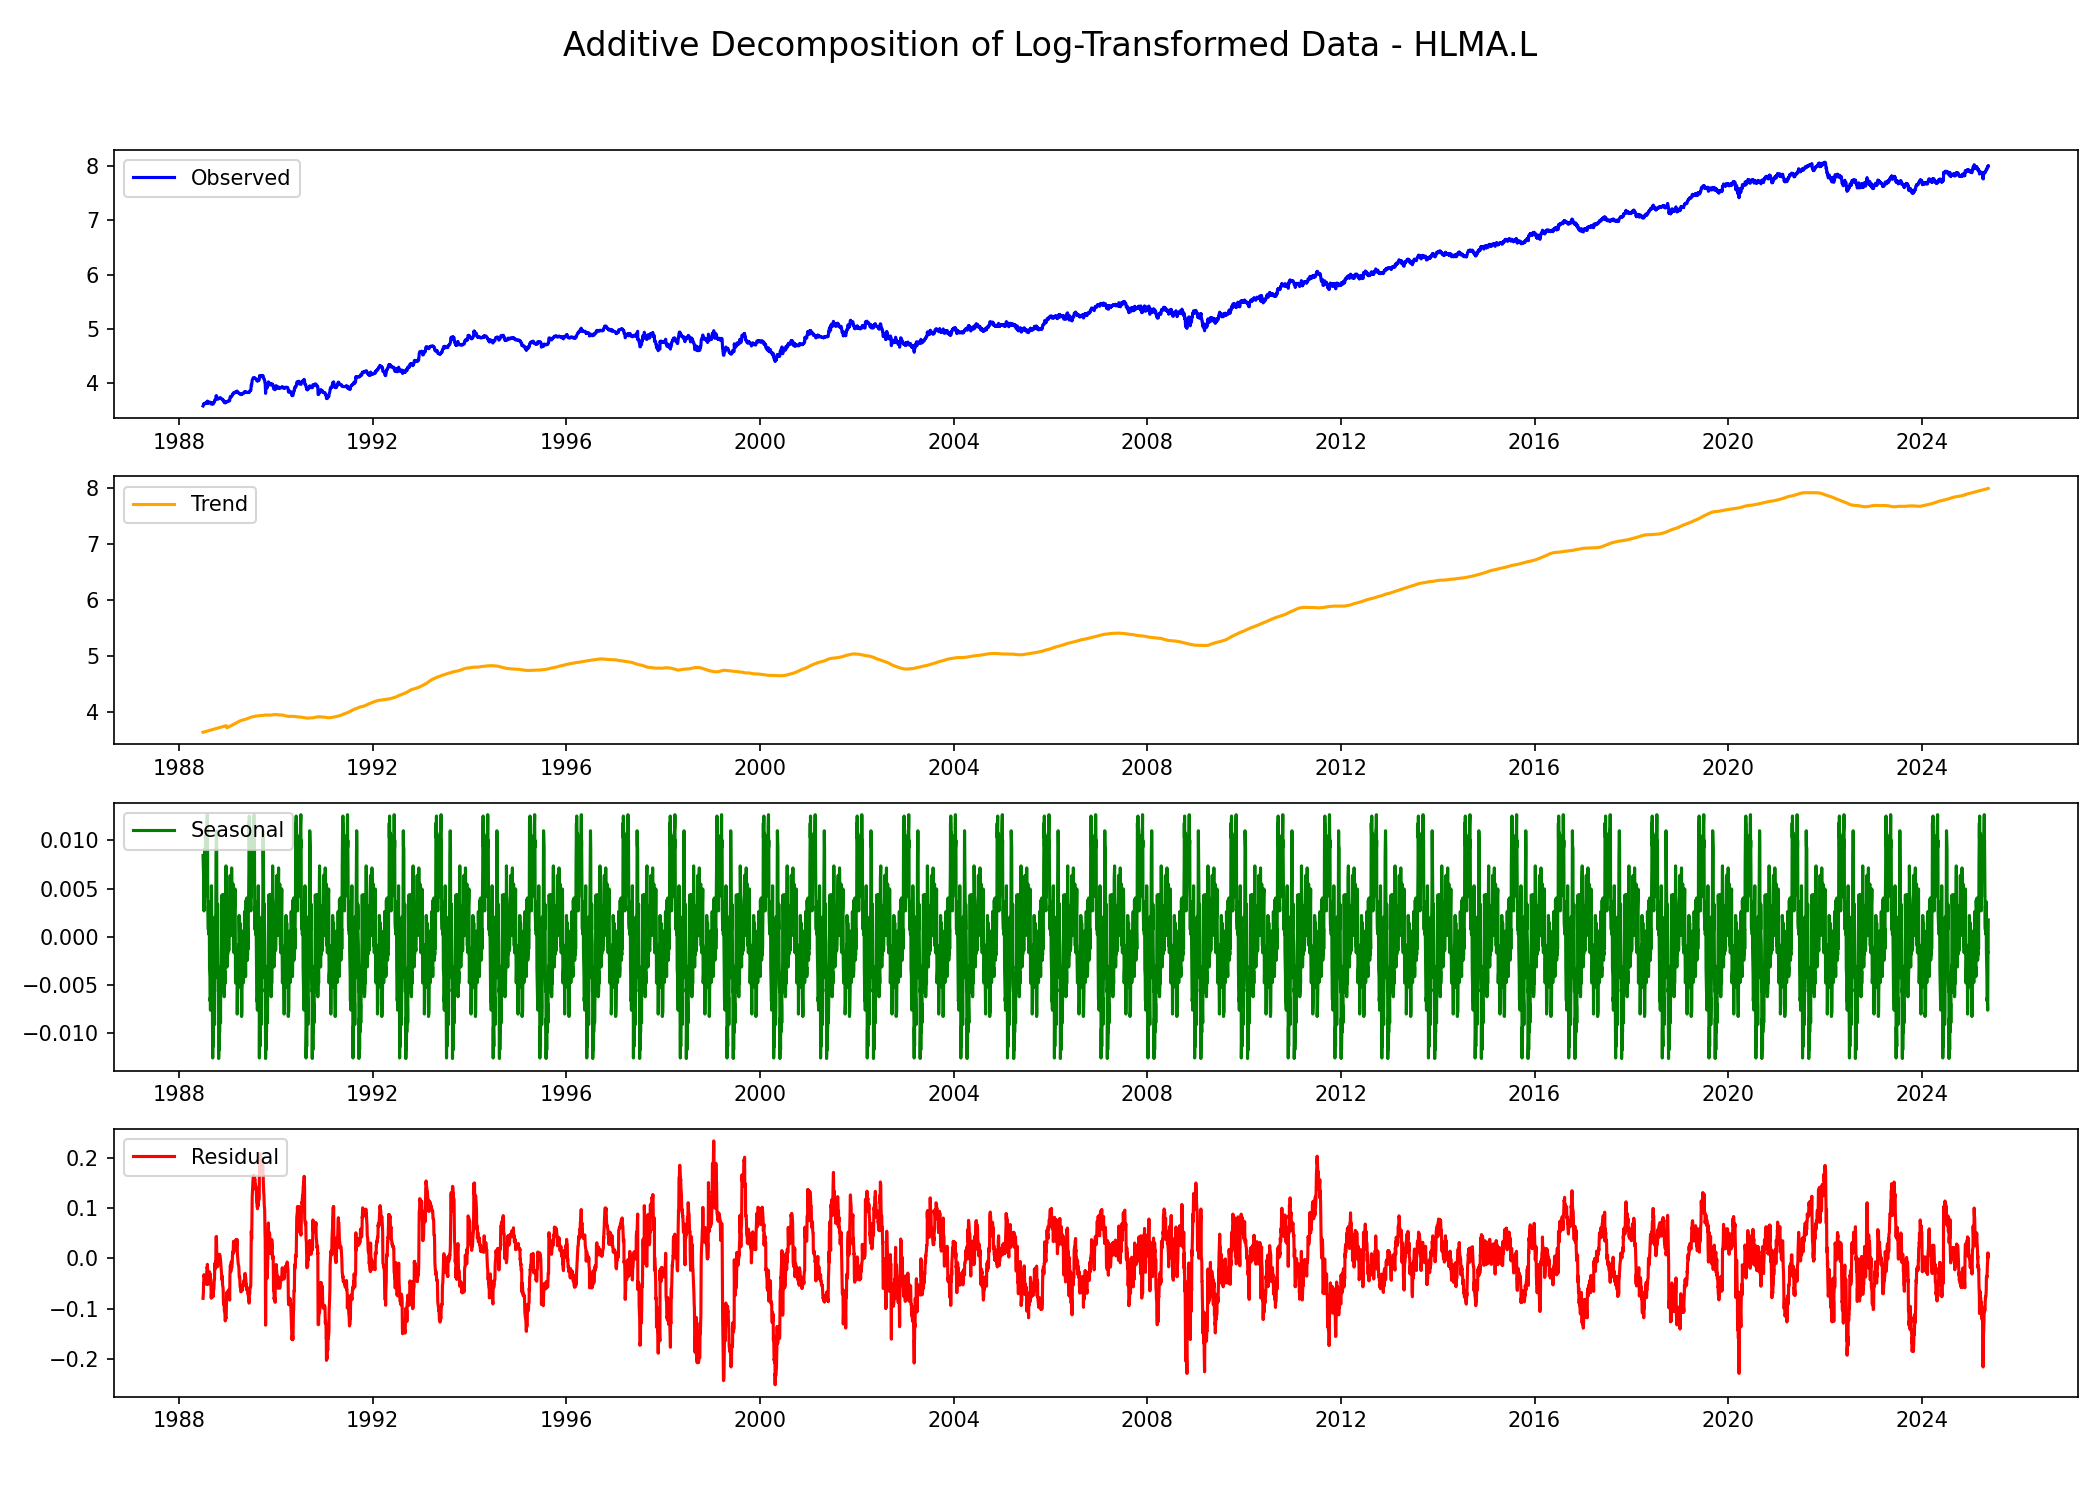 Additive Decomposition of Log-Transformed Data - HLMA.L
Observed
8
7
6
5
4
1988 1992 1996 2000 2004 2008 2012 2016 2020 2024
Trend
8
7
6
5
4
1988 1992 1996 2000 2004 2008 2012 2016 2020 2024
Seasonal
0.010
0.005
0.000
−0.005
−0.010
1988 1992 1996 2000 2004 2008 2012 2016 2020 2024
Residual
0.2
0.1
0.0
−0.1
−0.2
1988 1992 1996 2000 2004 2008 2012 2016 2020 2024